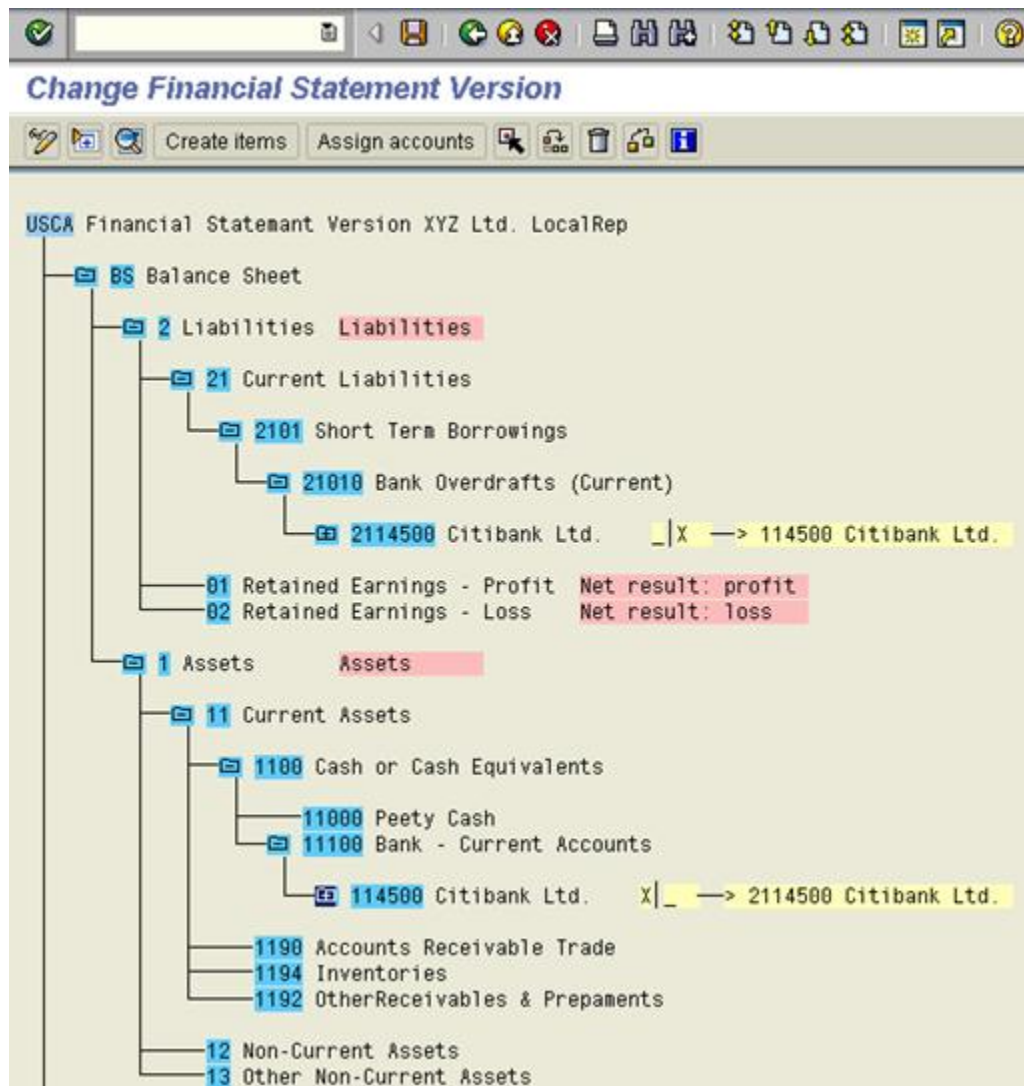 Change Financial Statement Version
Create items Assign accounts
USCA Financial Statemant Version XYZ Ltd. LocalRep
BS Balance Sheet
2 Liabilities Liabilities
21 Current Liabilities
2101 Short Term Borrowings
21010 Bank Overdrafts (Current)
2114500 Citibank Ltd. _|X —> 114500 Citibank Ltd.
01 Retained Earnings - Profit Net result: profit
02 Retained Earnings - Loss Net result: loss
1 Assets Assets
11 Current Assets
1100 Cash or Cash Equivalents
11000 Peety Cash
11100 Bank - Current Accounts
114500 Citibank Ltd. X|_ —> 2114500 Citibank Ltd.
1190 Accounts Receivable Trade
1194 Inventories
1192 OtherReceivables & Prepaments
12 Non-Current Assets
13 Other Non-Current Assets